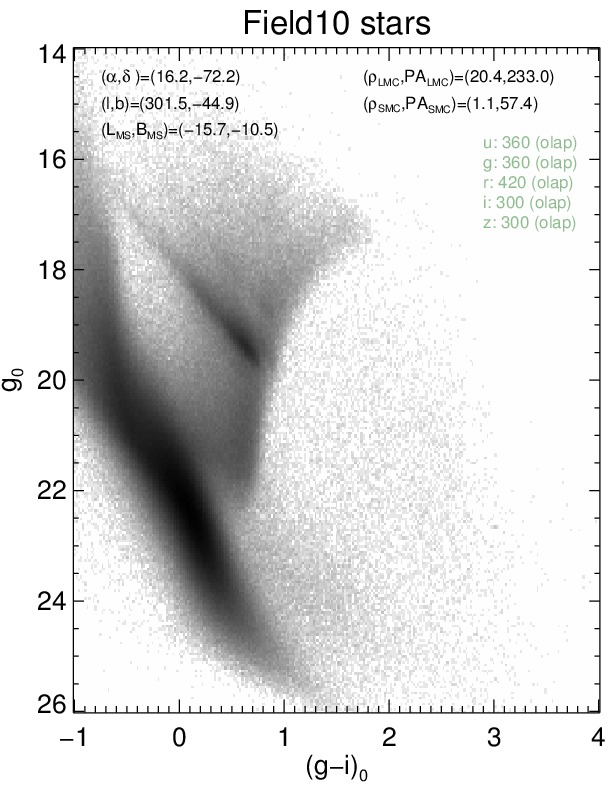 Field10 stars
(α,δ )=(16.2,−72.2)
(ρLMC,PALMC)=(20.4,233.0)
(l,b)=(301.5,−44.9)
(ρSMC,PASMC)=(1.1,57.4)
(LMS,BMS)=(−15.7,−10.5)
u: 360 (olap)
g: 360 (olap)
r: 420 (olap)
i: 300 (olap)
z: 300 (olap)
14
16
18
20
22
24
26
g0
−1 0 1 2 3 4
(g−i)0